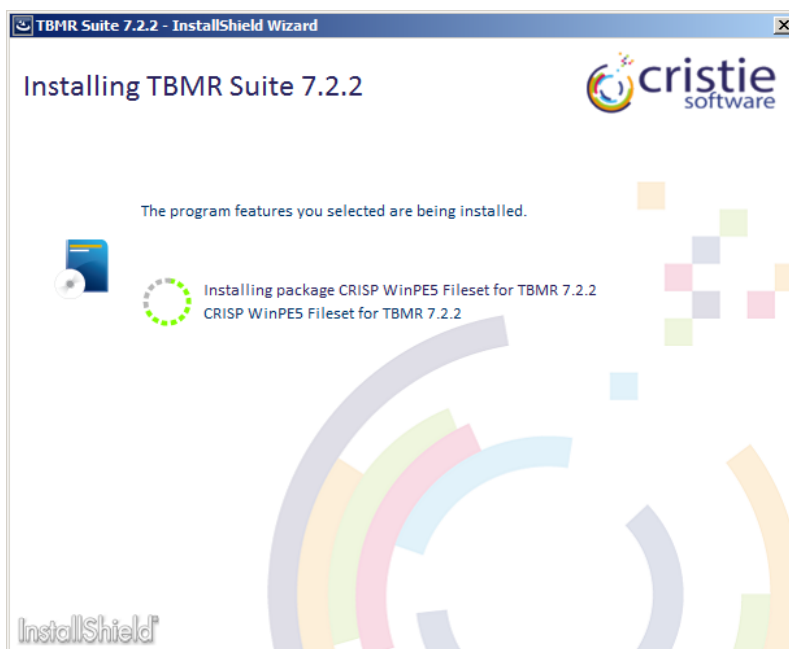 TBMR Suite 7.2.2 - InstallShield Wizard
Installing TBMR Suite 7.2.2
cristie
software
The program features you selected are being installed.
Installing package CRISP WinPE5 Fileset for TBMR 7.2.2
CRISP WinPE5 Fileset for TBMR 7.2.2
InstallShield®